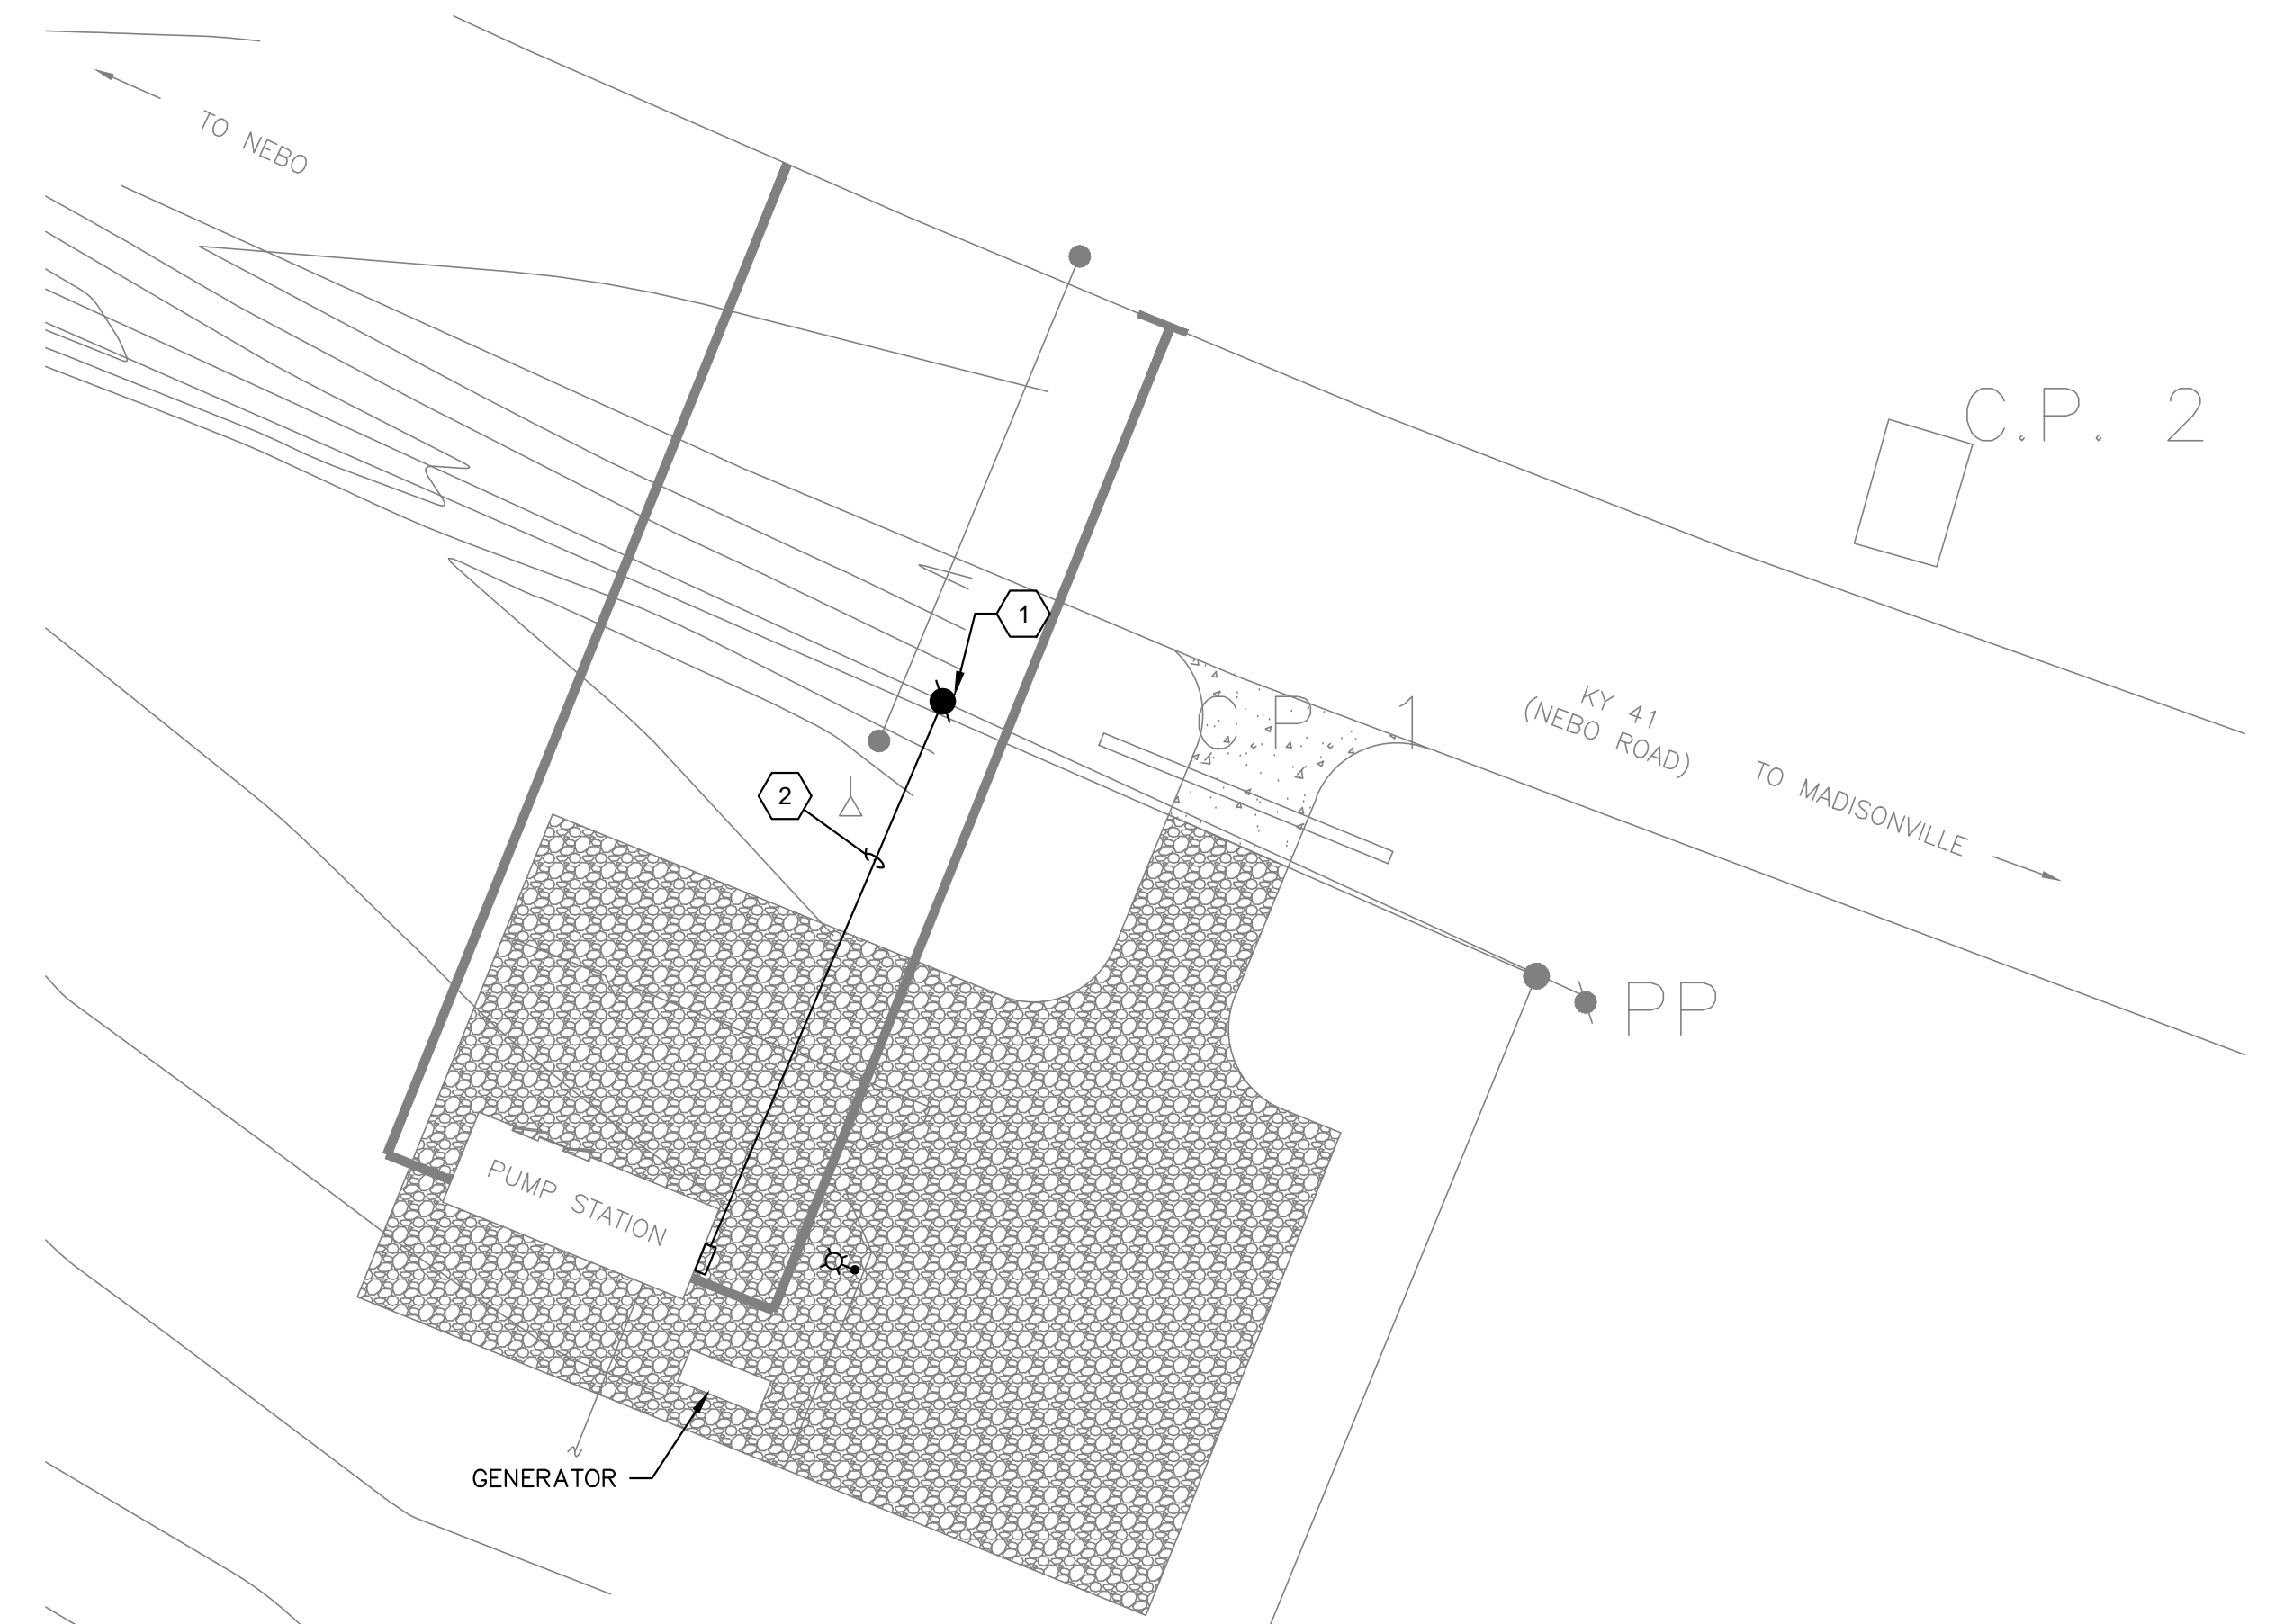 TO NEBO
C.P. 2
1
C.P. 1
KY 41
(NEBO ROAD)
TO MADISONVILLE
2
PP
PUMP STATION
GENERATOR